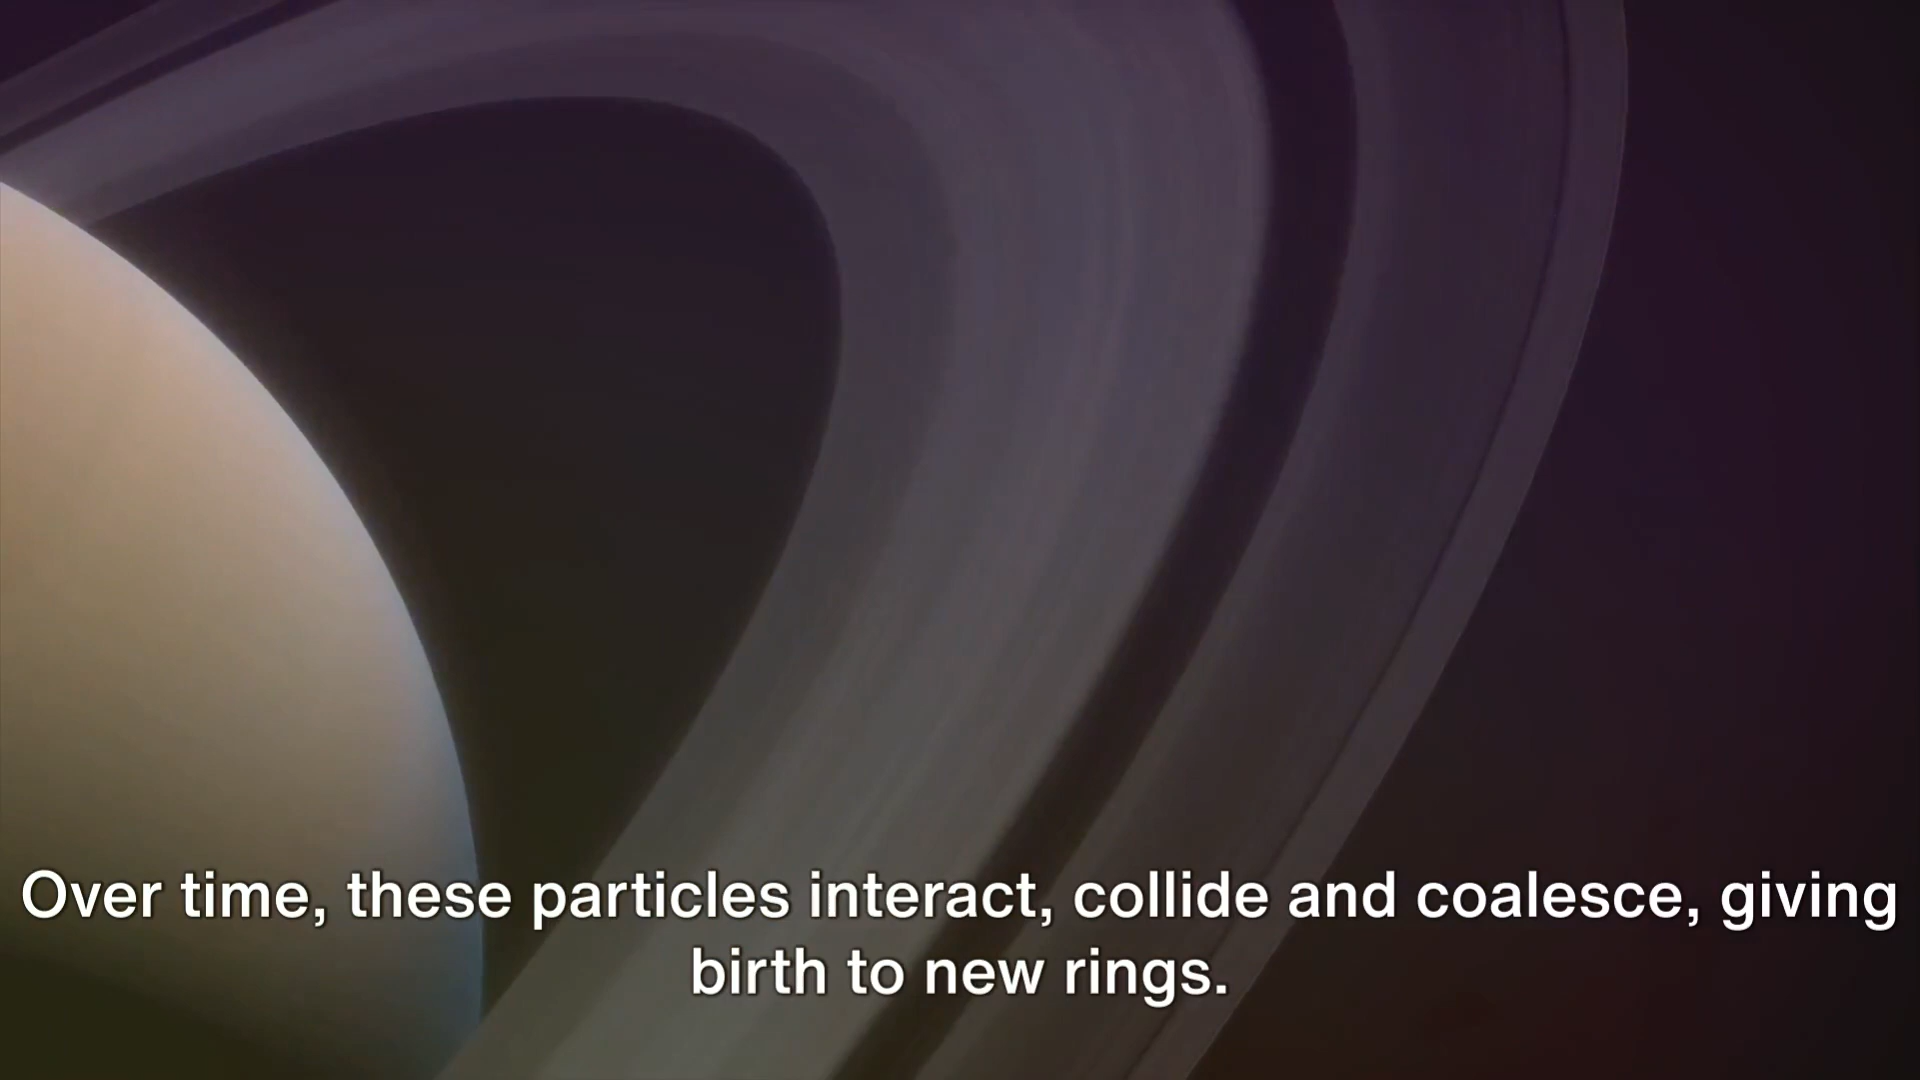 Over time, these particles interact, collide and coalesce, giving
birth to new rings.